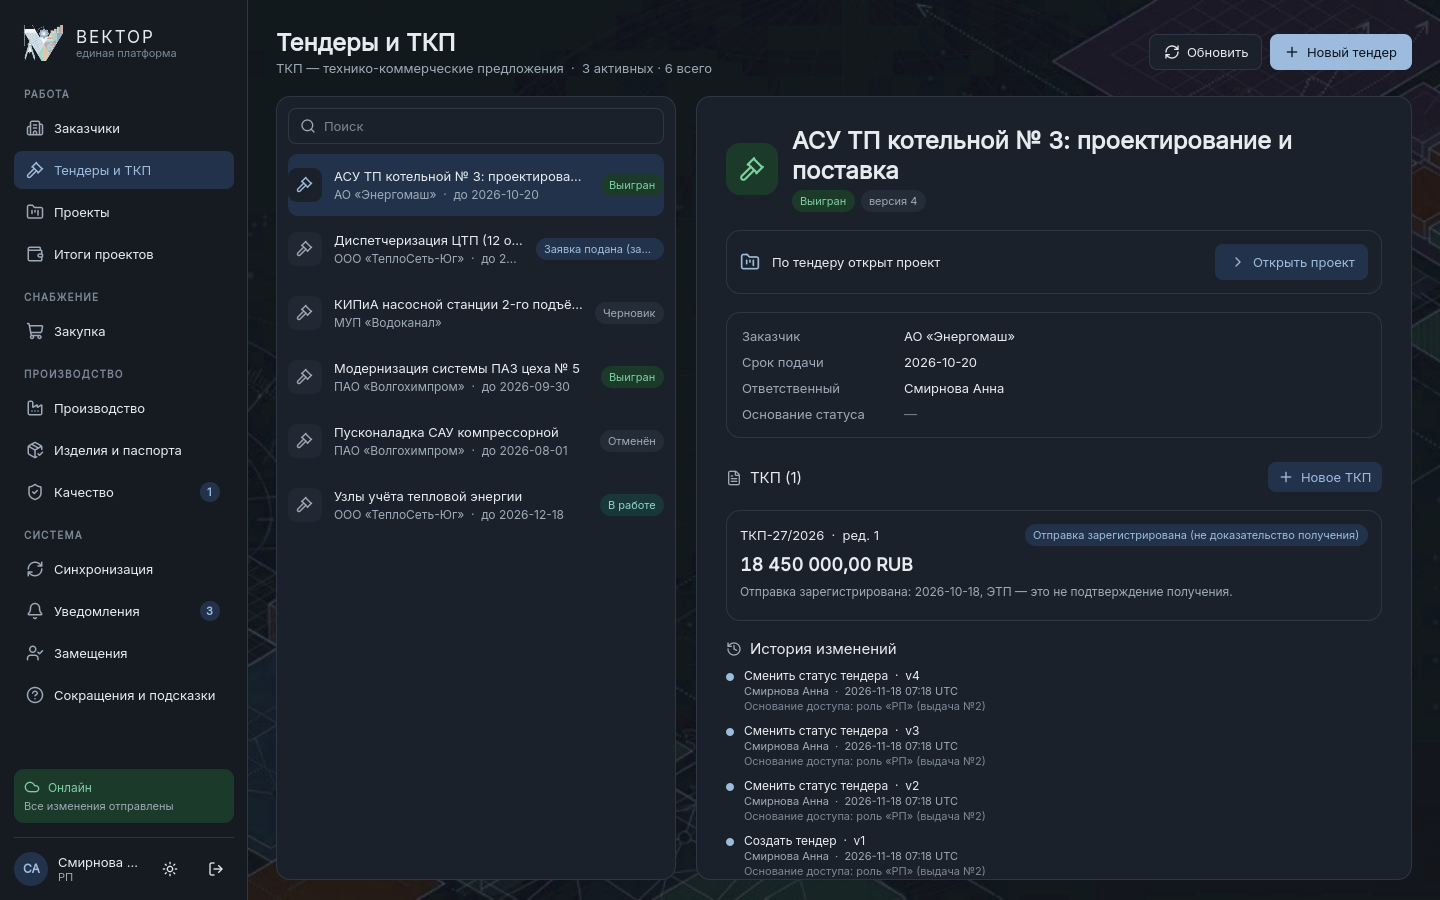 ВЕКТОР
единая платформа
РАБОТА
Заказчики
Тендеры и ТКП
Проекты
Итоги проектов
СНАБЖЕНИЕ
Закупка
ПРОИЗВОДСТВО
Производство
Изделия и паспорта
Качество 1
СИСТЕМА
Синхронизация
Уведомления 3
Замещения
Сокращения и подсказки
Онлайн
Все изменения отправлены
СА
Смирнова ...
РП
Тендеры и ТКП
ТКП — технико-коммерческие предложения · 3 активных · 6 всего
Обновить
Новый тендер
Поиск
АСУ ТП котельной № 3: проектирова...
АО «Энергомаш» · до 2026-10-20
Выигран
Диспетчеризация ЦТП (12 о...
ООО «ТеплоСеть-Юг» · до 2...
Заявка подана (за...
КИПиА насосной станции 2-го подъё...
МУП «Водоканал»
Черновик
Модернизация системы ПАЗ цеха № 5
ПАО «Волгохимпром» · до 2026-09-30
Выигран
Пусконаладка САУ компрессорной
ПАО «Волгохимпром» · до 2026-08-01
Отменён
Узлы учёта тепловой энергии
ООО «ТеплоСеть-Юг» · до 2026-12-18
В работе
АСУ ТП котельной № 3: проектирование и
поставка
Выигран
версия 4
По тендеру открыт проект
Открыть проект
Заказчик АО «Энергомаш»
Срок подачи 2026-10-20
Ответственный Смирнова Анна
Основание статуса —
ТКП (1)
Новое ТКП
ТКП-27/2026 · ред. 1
Отправка зарегистрирована (не доказательство получения)
18 450 000,00 RUB
Отправка зарегистрирована: 2026-10-18, ЭТП — это не подтверждение получения.
История изменений
Сменить статус тендера · v4
Смирнова Анна · 2026-11-18 07:18 UTC
Основание доступа: роль «РП» (выдача №2)
Сменить статус тендера · v3
Смирнова Анна · 2026-11-18 07:18 UTC
Основание доступа: роль «РП» (выдача №2)
Сменить статус тендера · v2
Смирнова Анна · 2026-11-18 07:18 UTC
Основание доступа: роль «РП» (выдача №2)
Создать тендер · v1
Смирнова Анна · 2026-11-18 07:18 UTC
Основание доступа: роль «РП» (выдача №2)